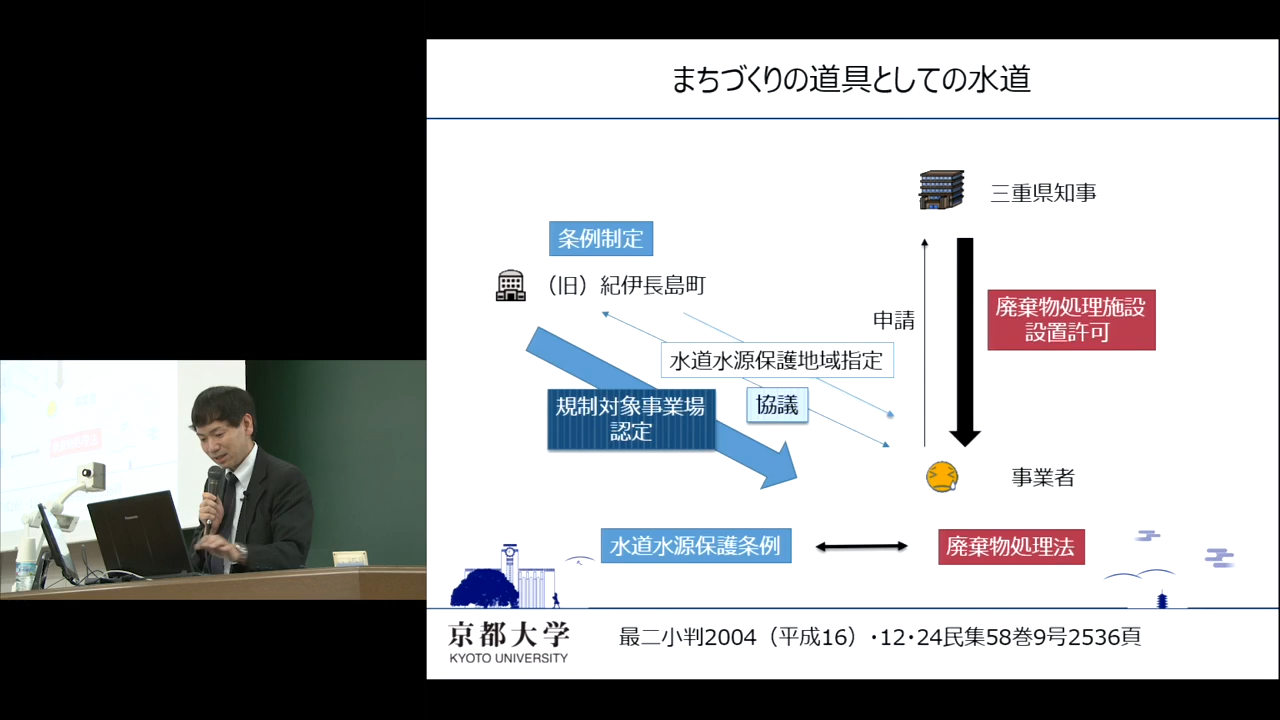 まちづくりの道具としての水道
三重県知事
条例制定
（旧）紀伊長島町
申請
廃棄物処理施設
設置許可
水道水源保護地域指定
協議
規制対象事業場
認定
事業者
水道水源保護条例
廃棄物処理法
京都大学
KYOTO UNIVERSITY
最二小判2004（平成16）・12・24民集58巻9号2536頁
Panasonic